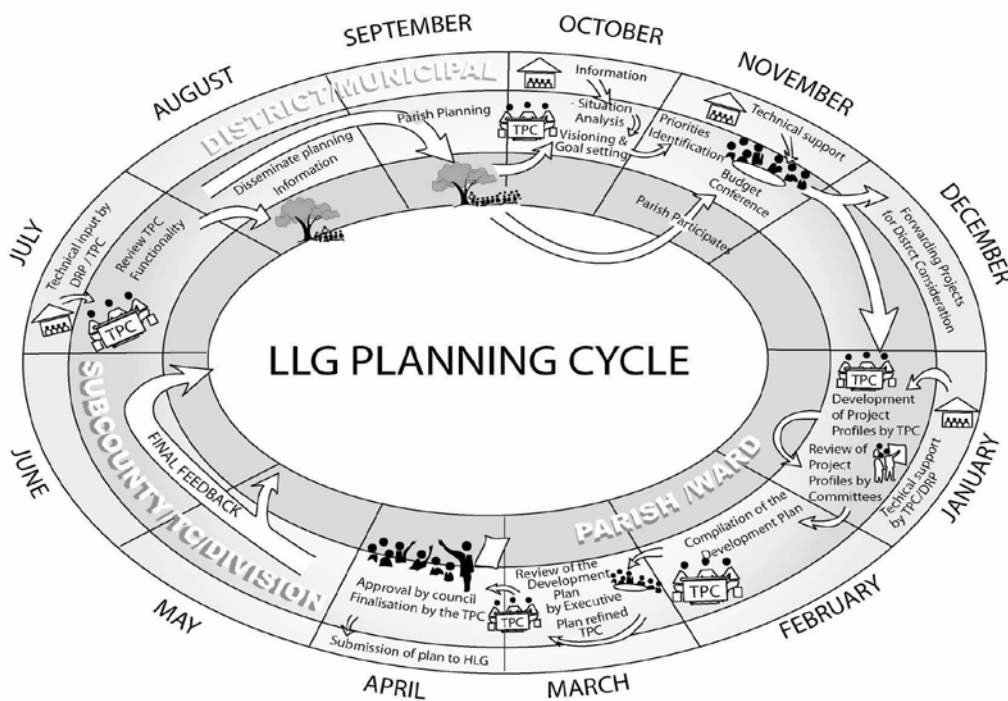 LLG PLANNING CYCLE
JULY
Technical input by
DRP / TPC
Review TPC
Functionality
TPC
AUGUST
SEPTEMBER
DISTRICT/MUNICIPAL
Disseminate planning
Information
Parish Planning
OCTOBER
Information
TPC
- Situation
Analysis
Visioning &
Goal setting
NOVEMBER
Technical support
Priorities
Identification
Budget
Conference
Parish Participates
DECEMBER
Forwarding Projects
for Distrct Consideration
JANUARY
TPC
Development
of Project
Profiles by TPC
Review of
Project
Profiles by
Committees
Techical support
by TPC/DRP
FEBRUARY
Compilation of the
Development Plan
TPC
PARISH /WARD
MARCH
Review of the
Development
Plan
by Executive
Plan refined
TPC
TPC
APRIL
Approval by council
Finalisation by the TPC
Submission of plan to HLG
MAY
JUNE
FINAL FEEDBACK
SUBCOUNTY/TC/DIVISION